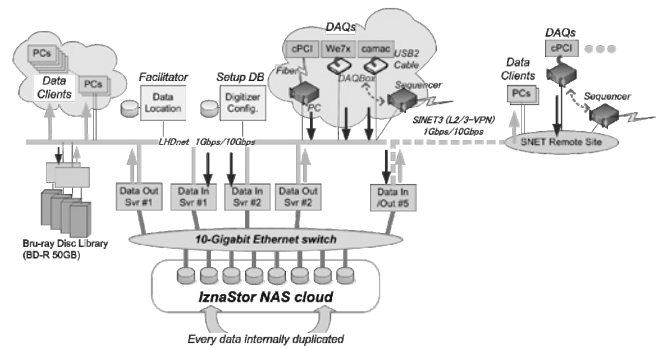 DAQs
DAQs
cPCI
We7x
camac
USB2
Cable
cPCI
PCs
Data
Clients
PCs
Facilitator
Data
Location
Setup DB
Digitizer
Config.
Fiber
DAQBox
Sequencer
PC
Data
Clients
PCs
Sequencer
SINET3 (L2/3-VPN)
1Gbps/10Gbps
LHDnet 1Gbps/10Gbps
SNET Remote Site
Data Out
Svr #1
Data In
Svr #1
Data In
Svr #2
Data Out
Svr #2
Data In
/Out #5
Bru-ray Disc Library
(BD-R 50GB)
10-Gigabit Ethernet switch
IznaStor NAS cloud
Every data internally duplicated